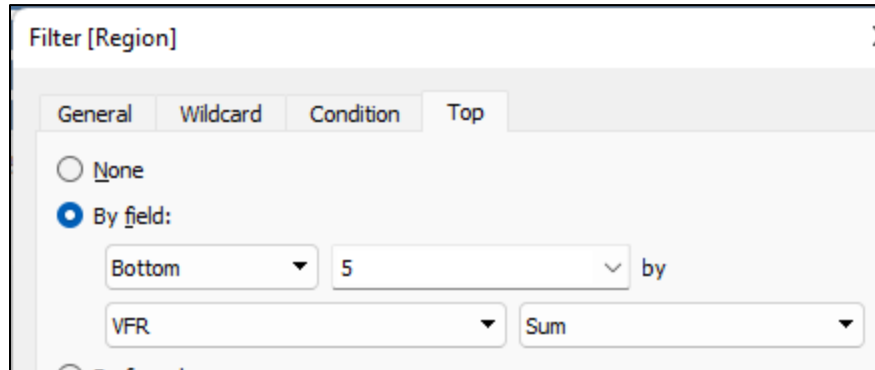 Filter [Region]
General Wildcard Condition Top
None
By field:
Bottom 5 by
VFR Sum